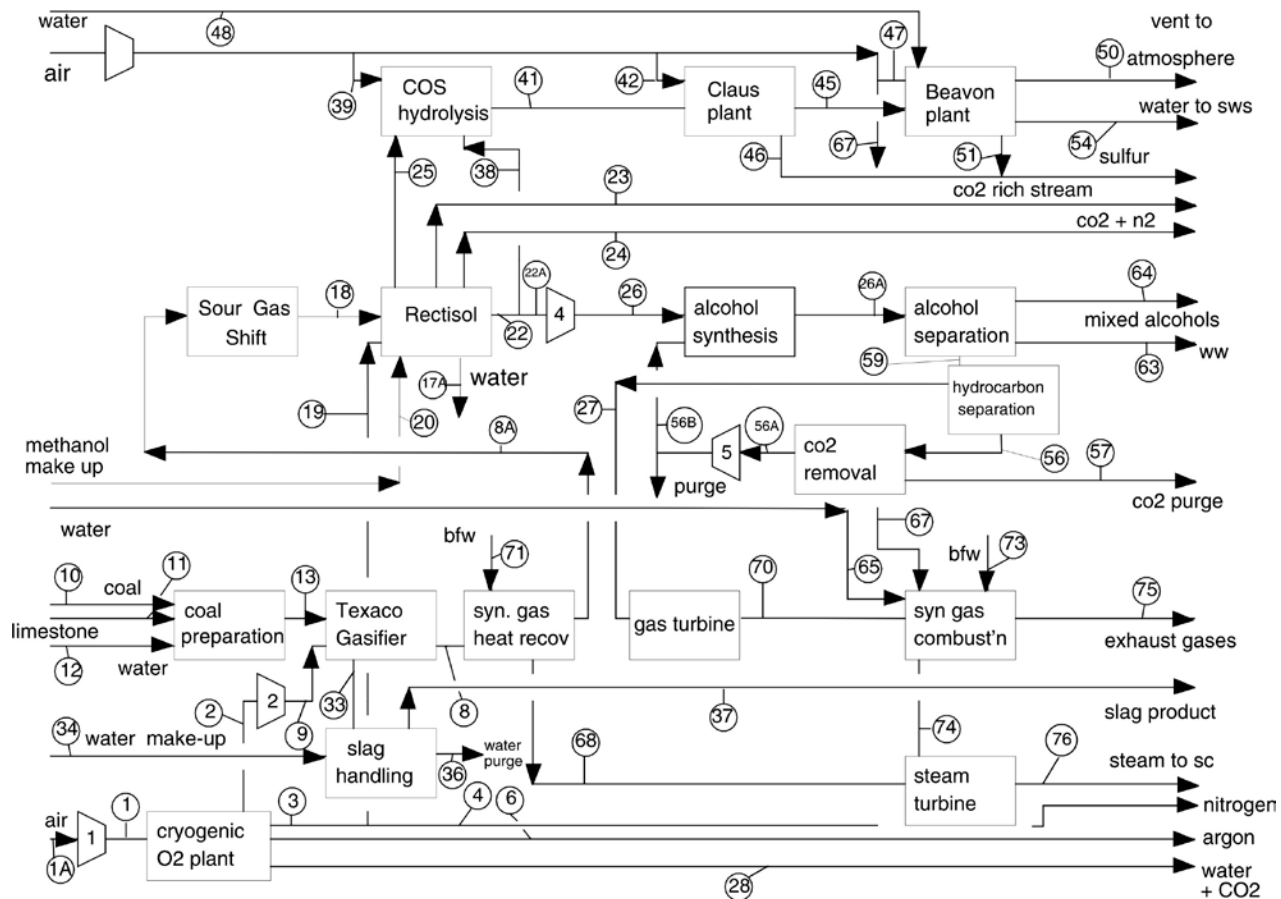 water
48
47
vent to
50
atmosphere
air
39
COS
hydrolysis
41
42
Claus
plant
45
Beavon
plant
water to sws
67
54
sulfur
25
38
46
51
23
co2 rich stream
co2 + n2
24
Sour Gas
Shift
18
Rectisol
22A
22
4
26
alcohol
synthesis
26A
alcohol
separation
64
mixed alcohols
63
ww
17A
water
59
hydrocarbon
separation
19
20
27
8A
56B
5
56A
co2
removal
56
57
methanol
make up
purge
co2 purge
water
bfw
71
67
bfw
73
65
10
coal
11
13
70
75
limestone
coal
preparation
Texaco
Gasifier
syn. gas
heat recov
gas turbine
syn gas
combust'n
exhaust gases
12
water
2
2
9
33
8
37
slag product
34
water make-up
slag
handling
water
purge
36
68
74
76
steam to sc
steam
turbine
nitrogen
air
1
1
1A
cryogenic
O2 plant
3
4
6
argon
28
water
+ CO2